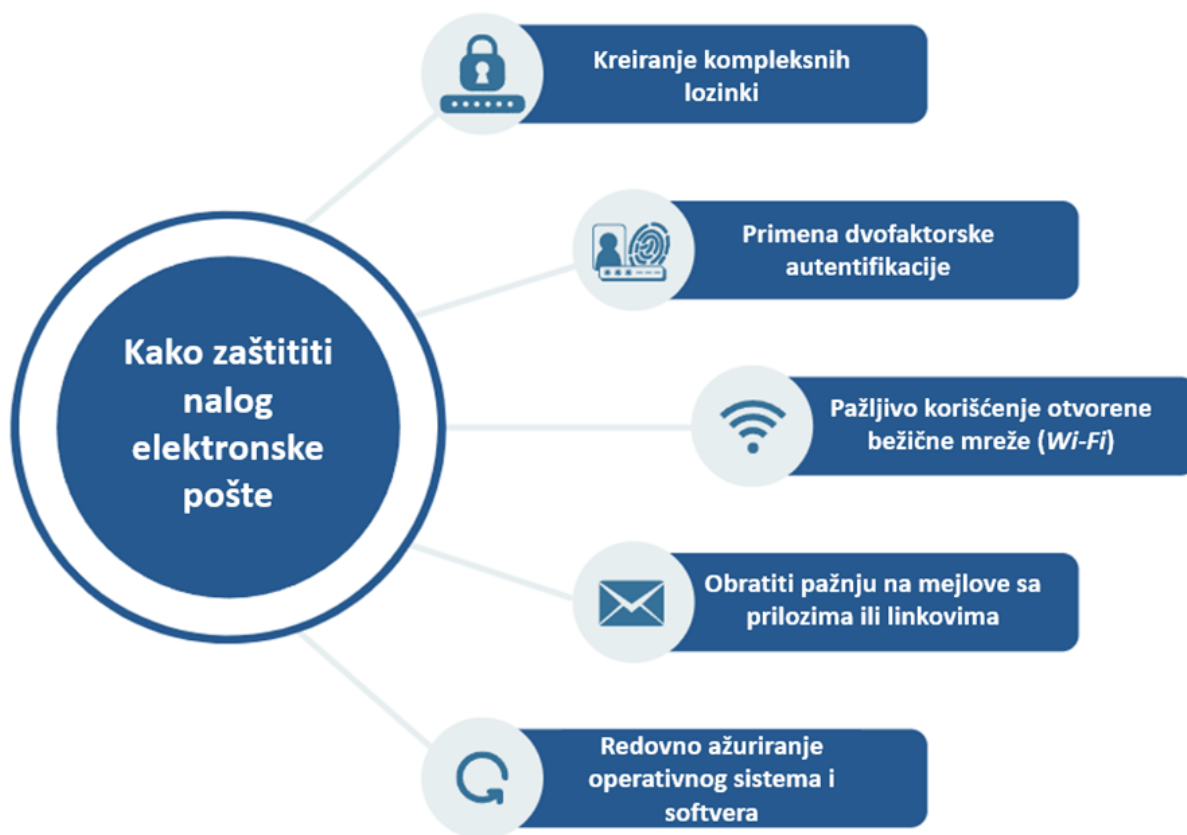 Kako zaštititi
nalog
elektronske
pošte
Kreiranje kompleksnih
lozinki
Primena dvofaktorske
autentifikacije
Pažljivo korišćenje otvorene
bežične mreže (Wi-Fi)
Obratiti pažnju na mejlove sa
prilozima ili linkovima
Redovno ažuriranje
operativnog sistema i
softvera